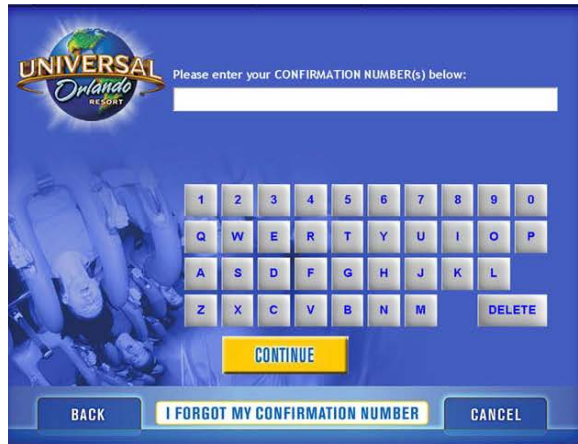 UNIVERSAL
Orlando
RESORT
Please enter your CONFIRMATION NUMBER(s) below:
1 2 3 4 5 6 7 8 9 0
Q W E R T Y U I O P
A S D F G H J K L
Z X C V B N M DELETE
CONTINUE
BACK I FORGOT MY CONFIRMATION NUMBER CANCEL